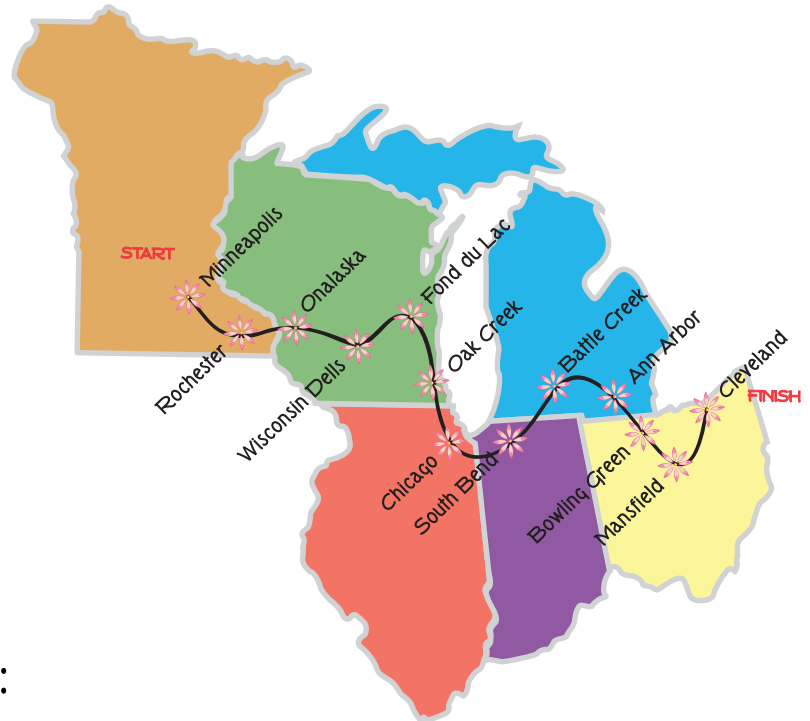 START
Minneapolis
Rochester
Onalaska
Wisconsin Dells
Fond du Lac
Oak Creek
Chicago
South Bend
Battle Creek
Ann Arbor
Bowling Green
Mansfield
Cleveland
FINISH
: